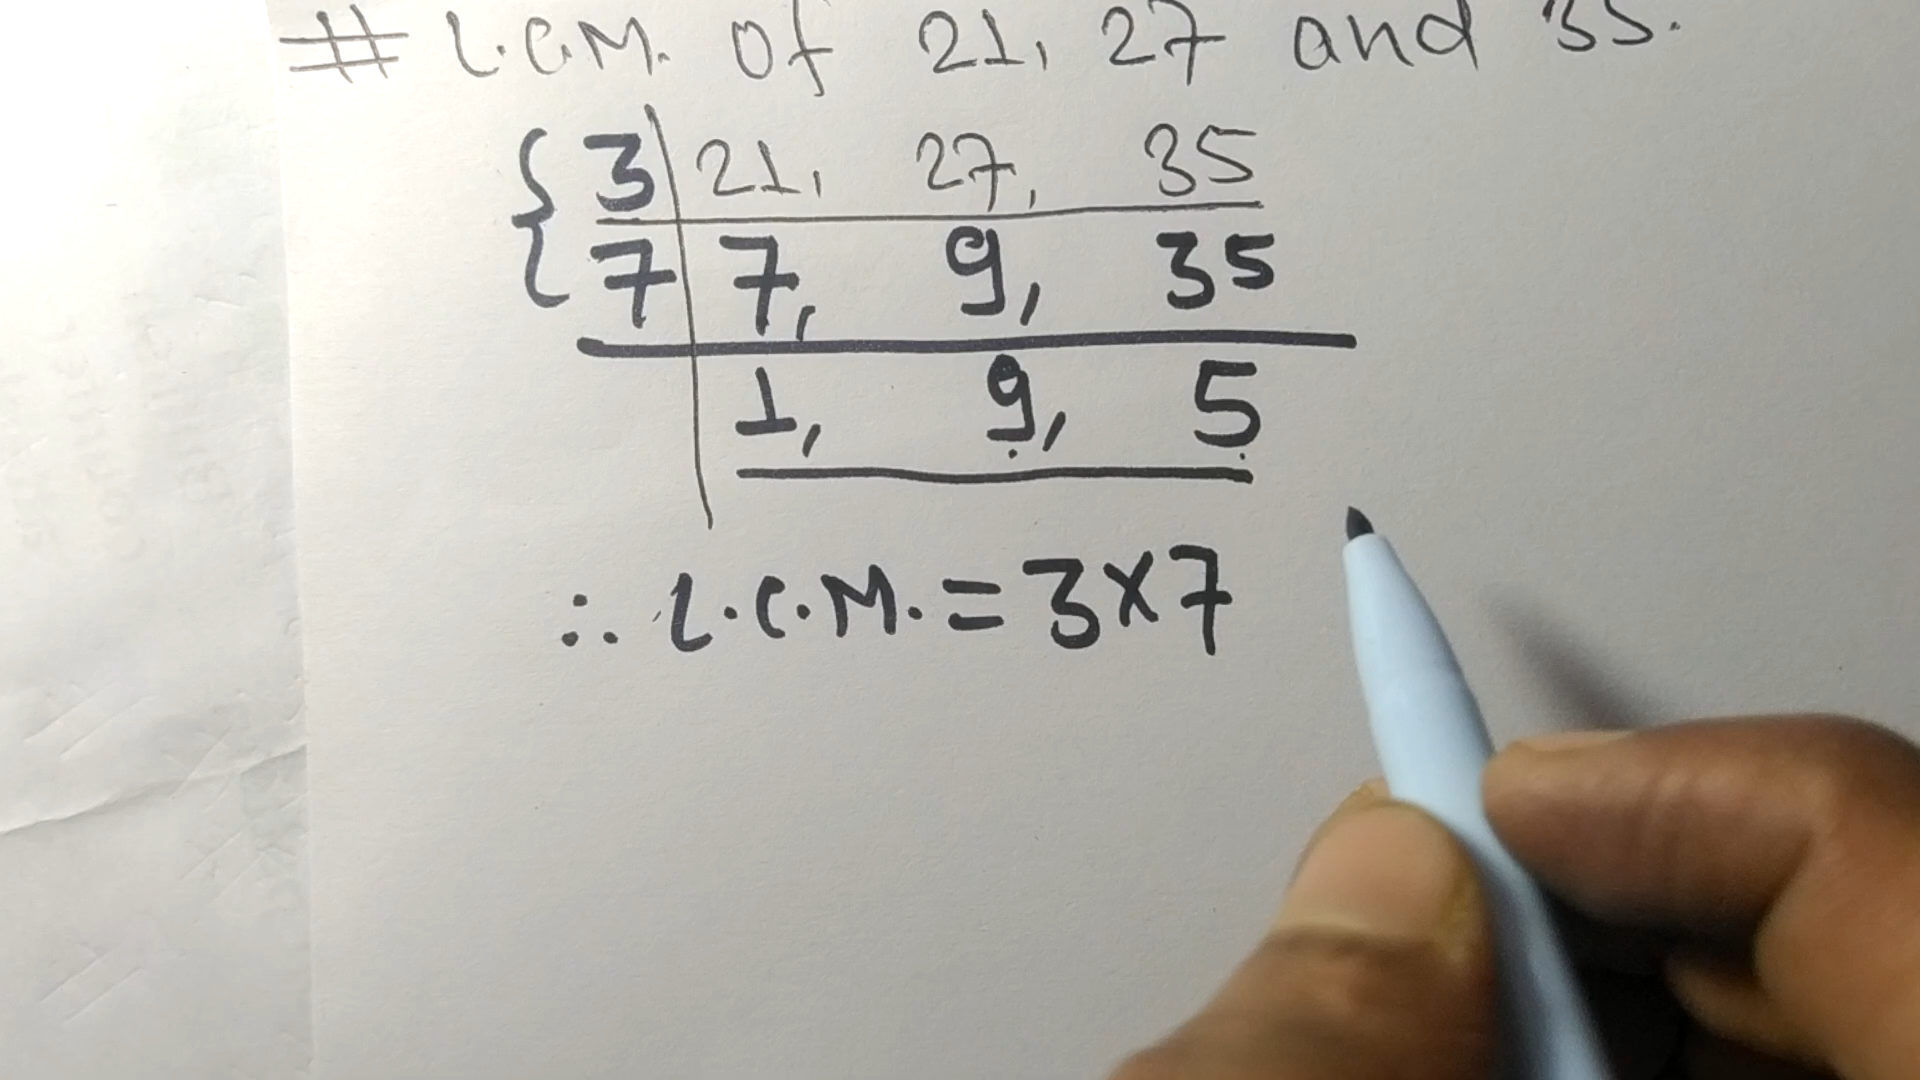 # L.C.M. of 21, 27 and 35.
3 21, 27, 35
7 7, 9, 35
1, 9, 5
∴ L.C.M. = 3×7